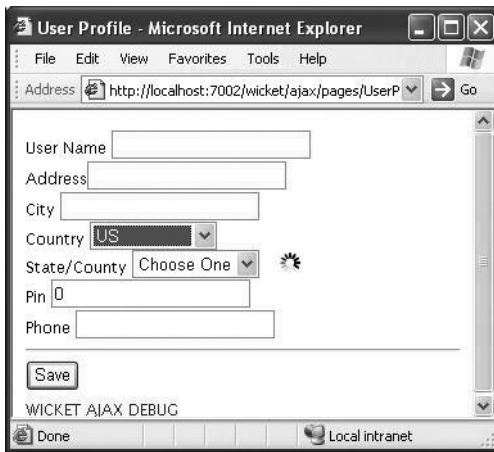 User Profile - Microsoft Internet Explorer
File Edit View Favorites Tools Help
Address http://localhost:7002/wicket/ajax/pages/UserP Go
User Name
Address
City
Country US
State/County Choose One
Pin 0
Phone
Save
WICKET AJAX DEBUG
Done Local intranet